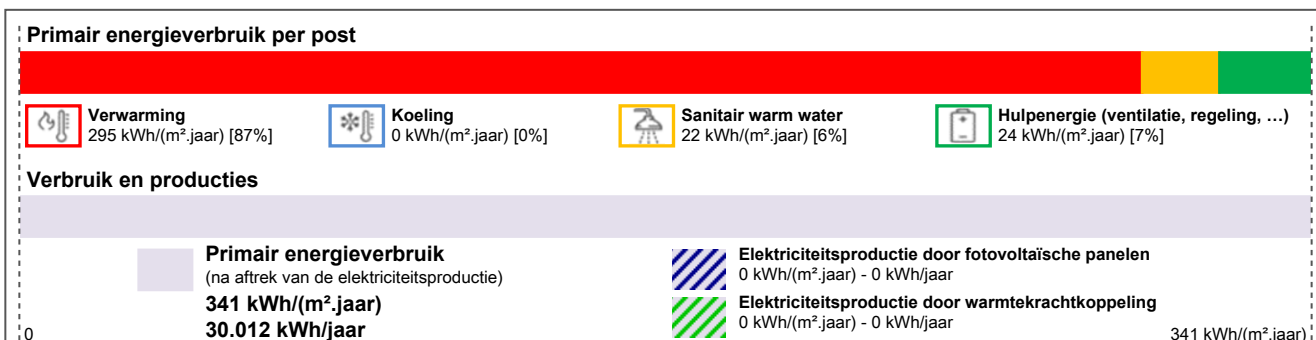 Primair energieverbruik per post
Verwarming
295 kWh/(m².jaar) [87%]
Koeling
0 kWh/(m².jaar) [0%]
Sanitair warm water
22 kWh/(m².jaar) [6%]
Hulpenergie (ventilatie, regeling, …)
24 kWh/(m².jaar) [7%]
Verbruik en producties
Primair energieverbruik
(na aftrek van de elektriciteitsproductie)
341 kWh/(m².jaar)
30.012 kWh/jaar
Elektriciteitsproductie door fotovoltaïsche panelen
0 kWh/(m².jaar) - 0 kWh/jaar
Elektriciteitsproductie door warmtekrachtkoppeling
0 kWh/(m².jaar) - 0 kWh/jaar
0
341 kWh/(m².jaar)